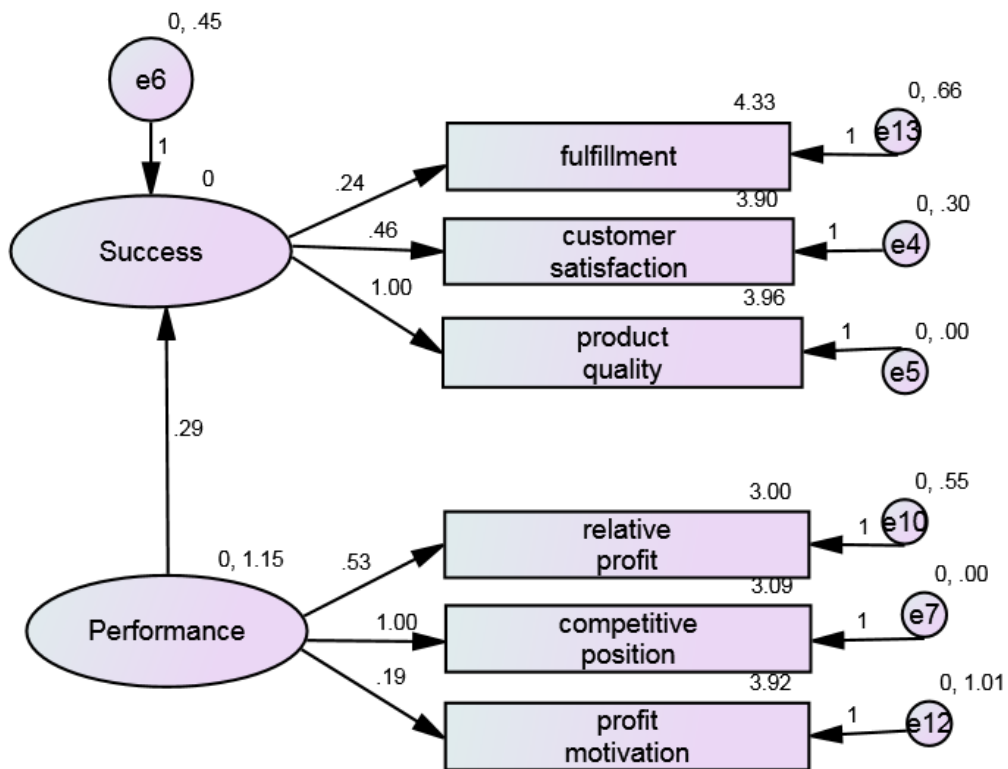 0, .45
e6
1
0
Success
.24
.46
1.00
4.33
fulfillment
1
0, .66
e13
3.90
customer
satisfaction
1
0, .30
e4
3.96
product
quality
1
0, .00
e5
.29
0, 1.15
Performance
.53
1.00
.19
3.00
relative
profit
1
0, .55
e10
3.09
competitive
position
1
0, .00
e7
3.92
profit
motivation
1
0, 1.01
e12